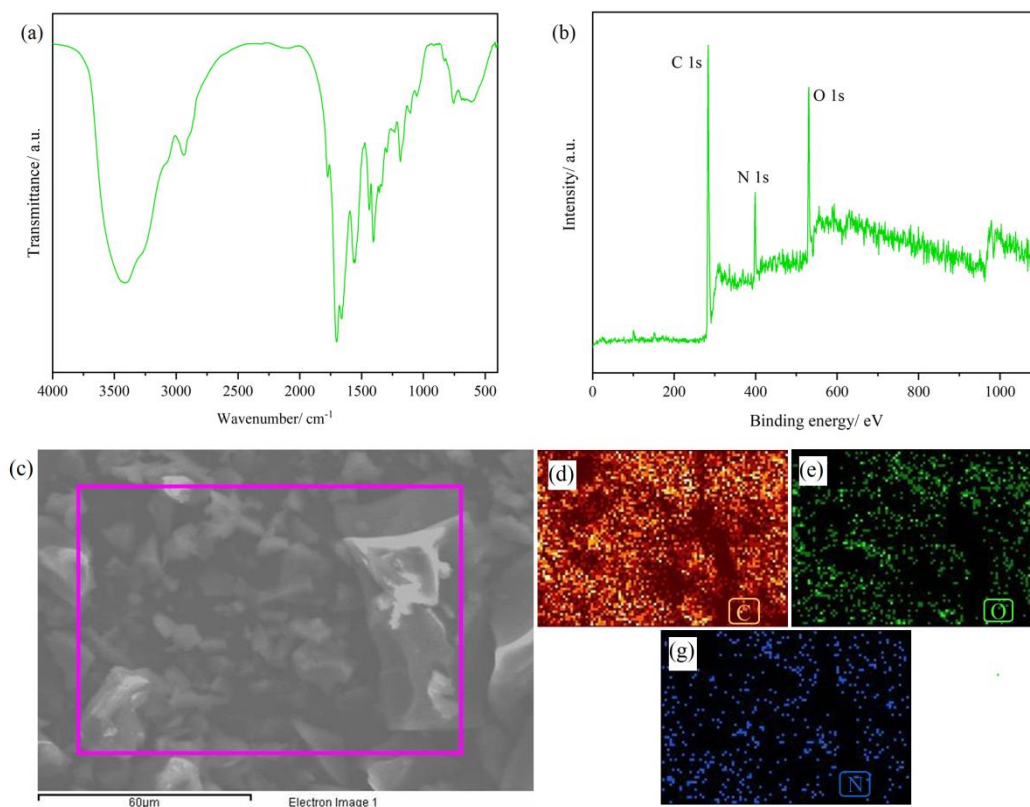 (a)
Transmittance/ a.u.
4000 3500 3000 2500 2000 1500 1000 500
Wavenumber/ cm⁻¹
(b)
C 1s
O 1s
N 1s
Intensity/ a.u.
0 200 400 600 800 1000
Binding energy/ eV
(c)
60μm
Electron Image 1
(d)
C
(e)
O
(g)
N